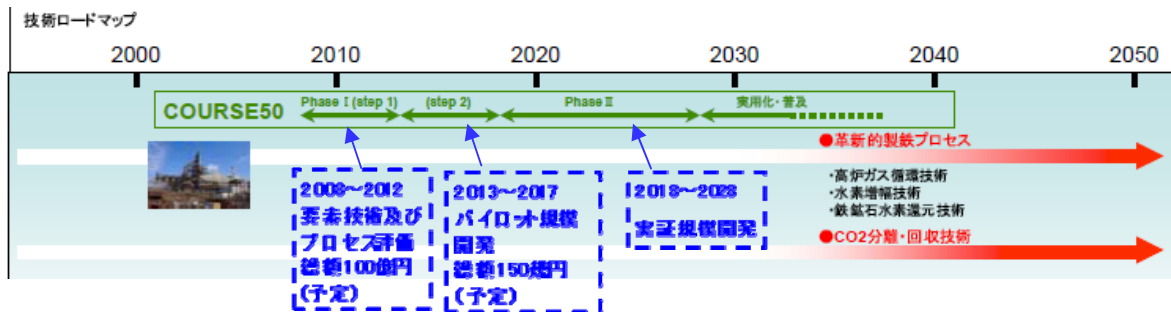 技術ロードマップ
2000 2010 2020 2030 2040 2050
COURSE50 Phase Ⅰ (step 1) (step 2) Phase Ⅱ 実用化・普及
●革新的製鉄プロセス
・高炉ガス循環技術
・水素増幅技術
・鉄鉱石水素還元技術
●CO2分離・回収技術
2008～2012
要素技術及び
プロセス評価
総額100億円
(予定)
2013～2017
パイロット規模
開発
総額150億円
(予定)
2018～2028
実証規模開発